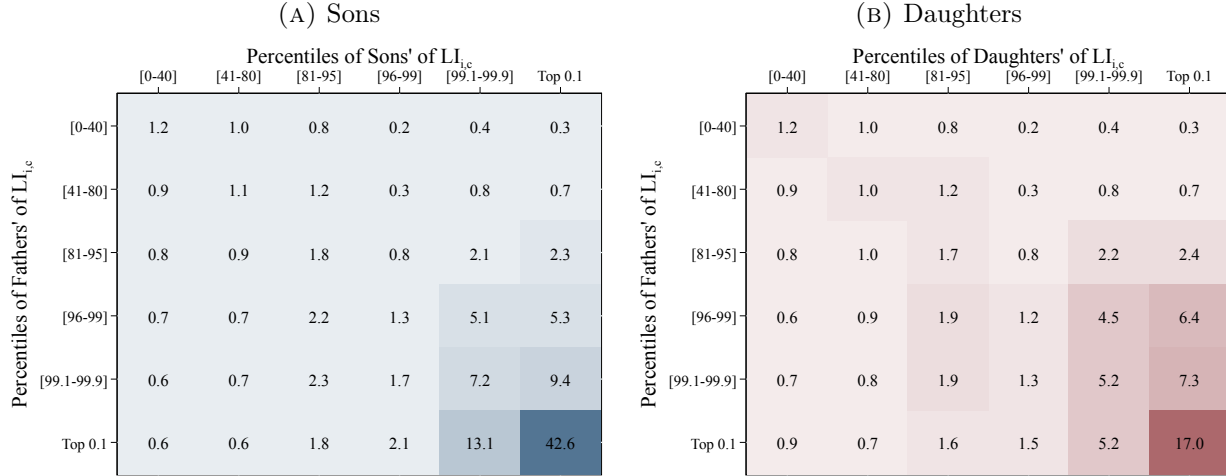 (A) Sons
Percentiles of Sons' of LI_{i,c}
[0-40] [41-80] [81-95] [96-99] [99.1-99.9] Top 0.1
Percentiles of Fathers' of LI_{i,c}
[0-40] 1.2 1.0 0.8 0.2 0.4 0.3
[41-80] 0.9 1.1 1.2 0.3 0.8 0.7
[81-95] 0.8 0.9 1.8 0.8 2.1 2.3
[96-99] 0.7 0.7 2.2 1.3 5.1 5.3
[99.1-99.9] 0.6 0.7 2.3 1.7 7.2 9.4
Top 0.1 0.6 0.6 1.8 2.1 13.1 42.6
(B) Daughters
Percentiles of Daughters' of LI_{i,c}
[0-40] [41-80] [81-95] [96-99] [99.1-99.9] Top 0.1
Percentiles of Fathers' of LI_{i,c}
[0-40] 1.2 1.0 0.8 0.2 0.4 0.3
[41-80] 0.9 1.0 1.2 0.3 0.8 0.7
[81-95] 0.8 1.0 1.7 0.8 2.2 2.4
[96-99] 0.6 0.9 1.9 1.2 4.5 6.4
[99.1-99.9] 0.7 0.8 1.9 1.3 5.2 7.3
Top 0.1 0.9 0.7 1.6 1.5 5.2 17.0